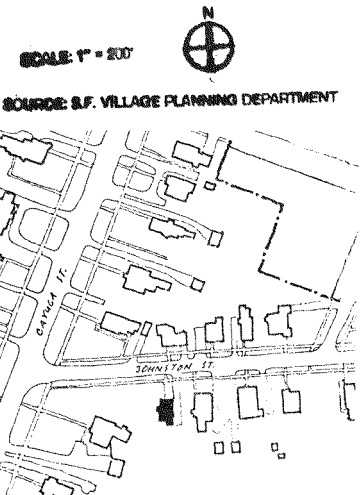 N
SCALE: 1" = 200'
SOURCE: S.F. VILLAGE PLANNING DEPARTMENT
CAYUGA ST.
JOHNSTON ST.